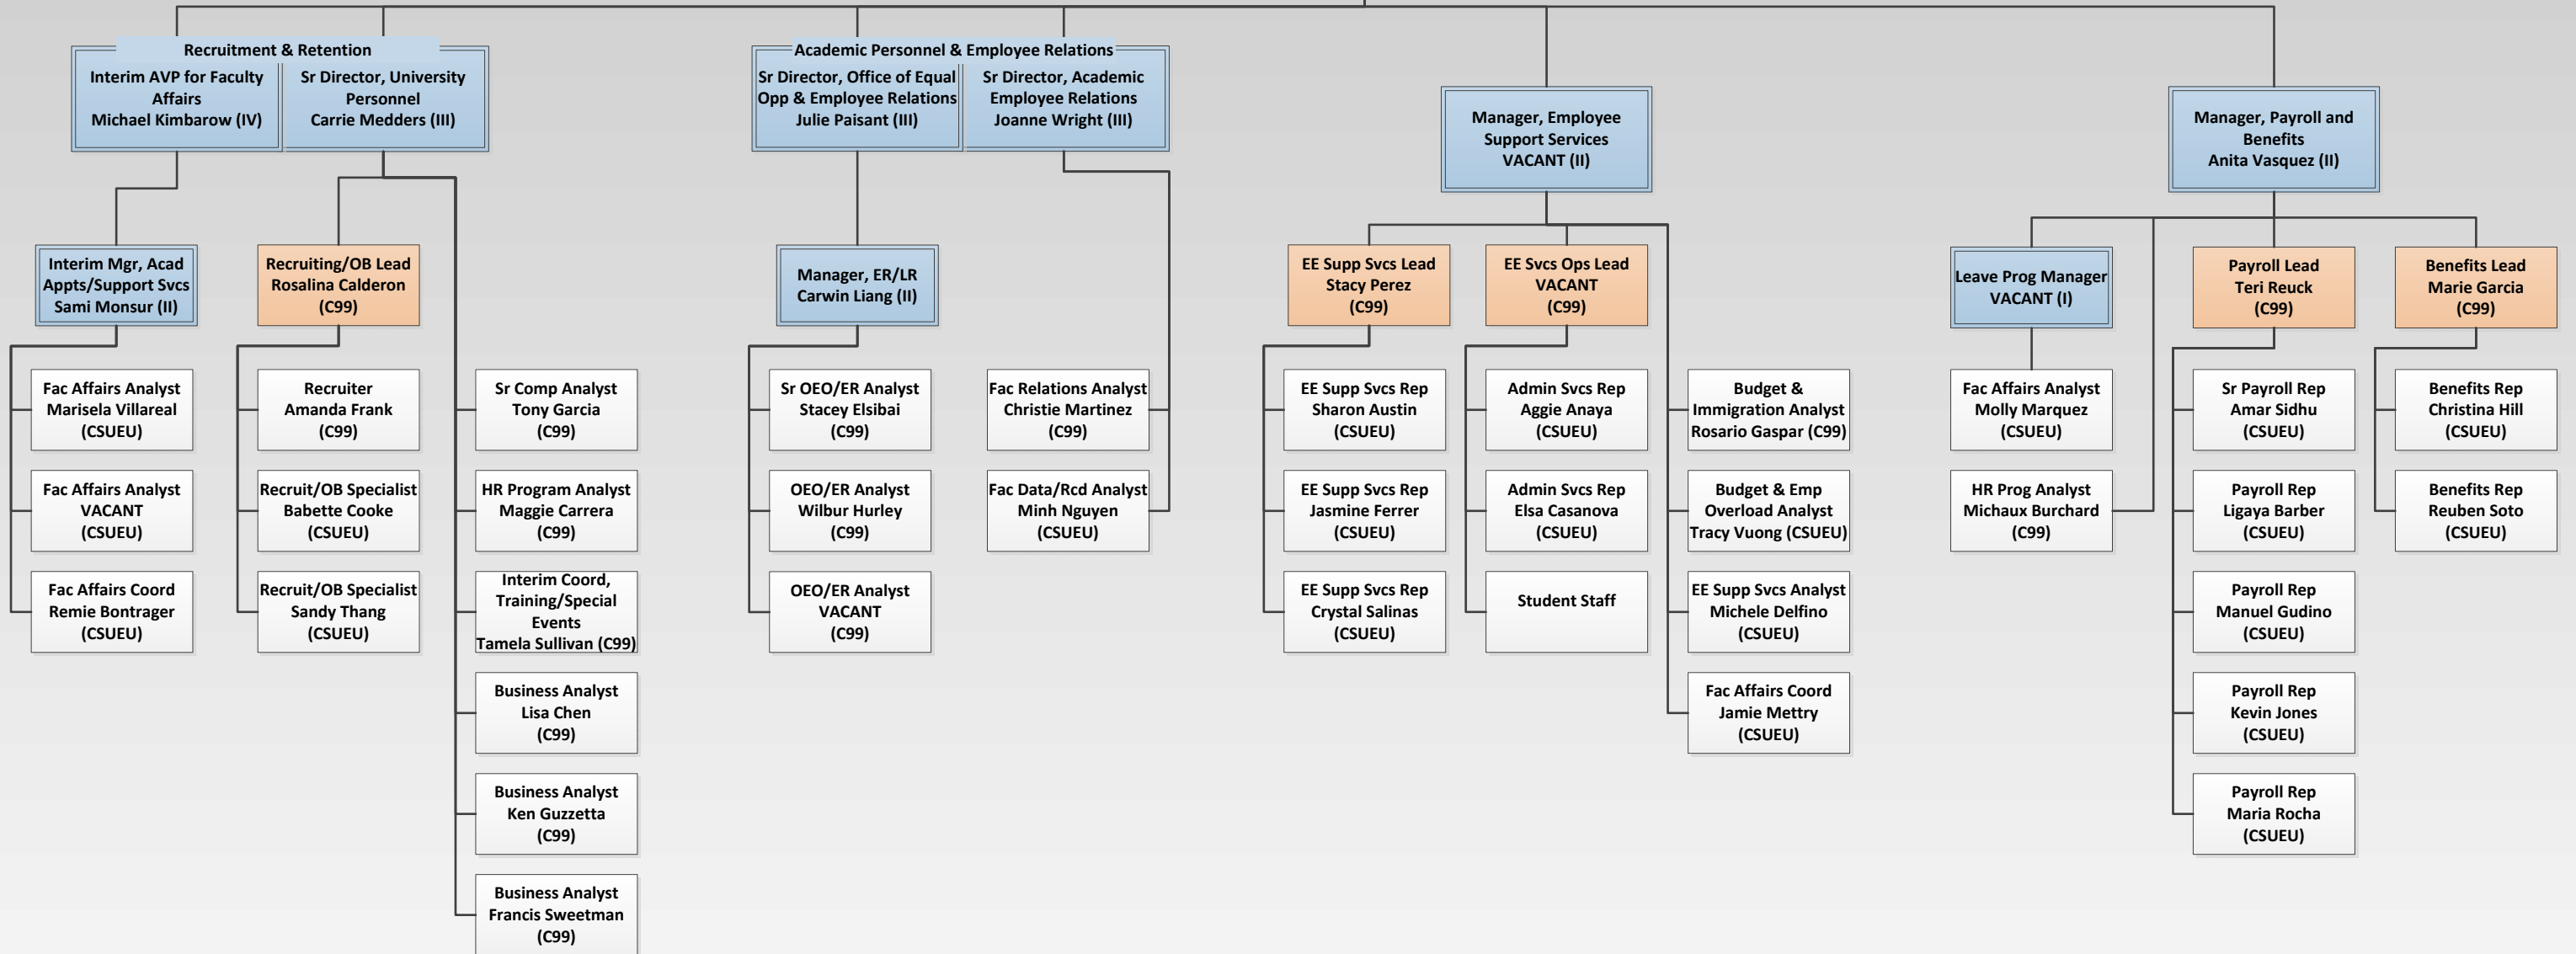 Recruitment & Retention
Interim AVP for Faculty
Affairs
Michael Kimbarow (IV)
Sr Director, University
Personnel
Carrie Medders (III)
Academic Personnel & Employee Relations
Sr Director, Office of Equal
Opp & Employee Relations
Julie Paisant (III)
Sr Director, Academic
Employee Relations
Joanne Wright (III)
Manager, Employee
Support Services
VACANT (II)
Manager, Payroll and
Benefits
Anita Vasquez (II)
Interim Mgr, Acad
Appts/Support Svcs
Sami Monsur (II)
Recruiting/OB Lead
Rosalina Calderon
(C99)
Manager, ER/LR
Carwin Liang (II)
EE Supp Svcs Lead
Stacy Perez
(C99)
EE Svcs Ops Lead
VACANT
(C99)
Leave Prog Manager
VACANT (I)
Payroll Lead
Teri Reuck
(C99)
Benefits Lead
Marie Garcia
(C99)
Fac Affairs Analyst
Marisela Villareal
(CSUEU)
Recruiter
Amanda Frank
(C99)
Sr Comp Analyst
Tony Garcia
(C99)
Sr OEO/ER Analyst
Stacey Elsibai
(C99)
Fac Relations Analyst
Christie Martinez
(C99)
EE Supp Svcs Rep
Sharon Austin
(CSUEU)
Admin Svcs Rep
Aggie Anaya
(CSUEU)
Budget &
Immigration Analyst
Rosario Gaspar (C99)
Fac Affairs Analyst
Molly Marquez
(CSUEU)
Sr Payroll Rep
Amar Sidhu
(CSUEU)
Benefits Rep
Christina Hill
(CSUEU)
Fac Affairs Analyst
VACANT
(CSUEU)
Recruit/OB Specialist
Babette Cooke
(CSUEU)
HR Program Analyst
Maggie Carrera
(C99)
OEO/ER Analyst
Wilbur Hurley
(C99)
Fac Data/Rcd Analyst
Minh Nguyen
(CSUEU)
EE Supp Svcs Rep
Jasmine Ferrer
(CSUEU)
Admin Svcs Rep
Elsa Casanova
(CSUEU)
Budget & Emp
Overload Analyst
Tracy Vuong (CSUEU)
HR Prog Analyst
Michaux Burchard
(C99)
Payroll Rep
Ligaya Barber
(CSUEU)
Benefits Rep
Reuben Soto
(CSUEU)
Fac Affairs Coord
Remie Bontrager
(CSUEU)
Recruit/OB Specialist
Sandy Thang
(CSUEU)
Interim Coord,
Training/Special
Events
Tamela Sullivan (C99)
OEO/ER Analyst
VACANT
(C99)
EE Supp Svcs Rep
Crystal Salinas
(CSUEU)
Student Staff
EE Supp Svcs Analyst
Michele Delfino
(CSUEU)
Payroll Rep
Manuel Gudino
(CSUEU)
Business Analyst
Lisa Chen
(C99)
Fac Affairs Coord
Jamie Mettry
(CSUEU)
Payroll Rep
Kevin Jones
(CSUEU)
Business Analyst
Ken Guzzetta
(C99)
Payroll Rep
Maria Rocha
(CSUEU)
Business Analyst
Francis Sweetman
(C99)